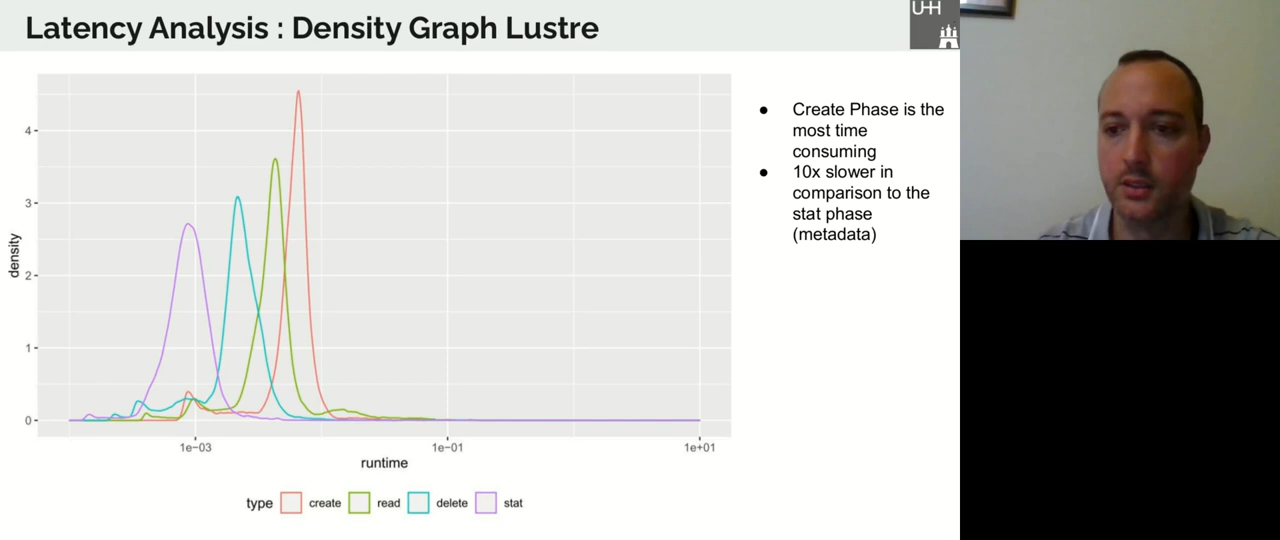 Latency Analysis : Density Graph Lustre
UHH
● Create Phase is the
most time
consuming
● 10x slower in
comparison to the
stat phase
(metadata)
density
4
3
2
1
0
1e−03 1e−01 1e+01
runtime
type create read delete stat